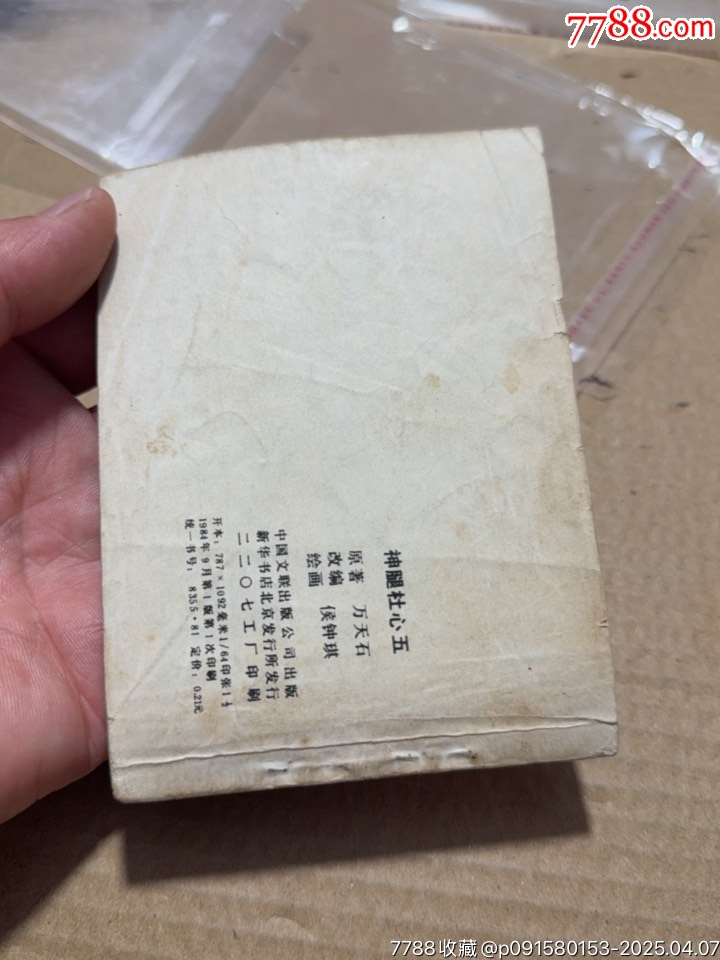 7788.com
神腿杜心五
原著
改编 万天石
绘画 侯钟琪
中国文联出版公司出版
新华书店北京发行所发行
二二〇七工厂印刷
开本：787×1092毫米1/64印张1½
1984年9月第1版第1次印刷
统一书号：8355·81 定价：0.21元
7788收藏@p091580153-2025.04.07